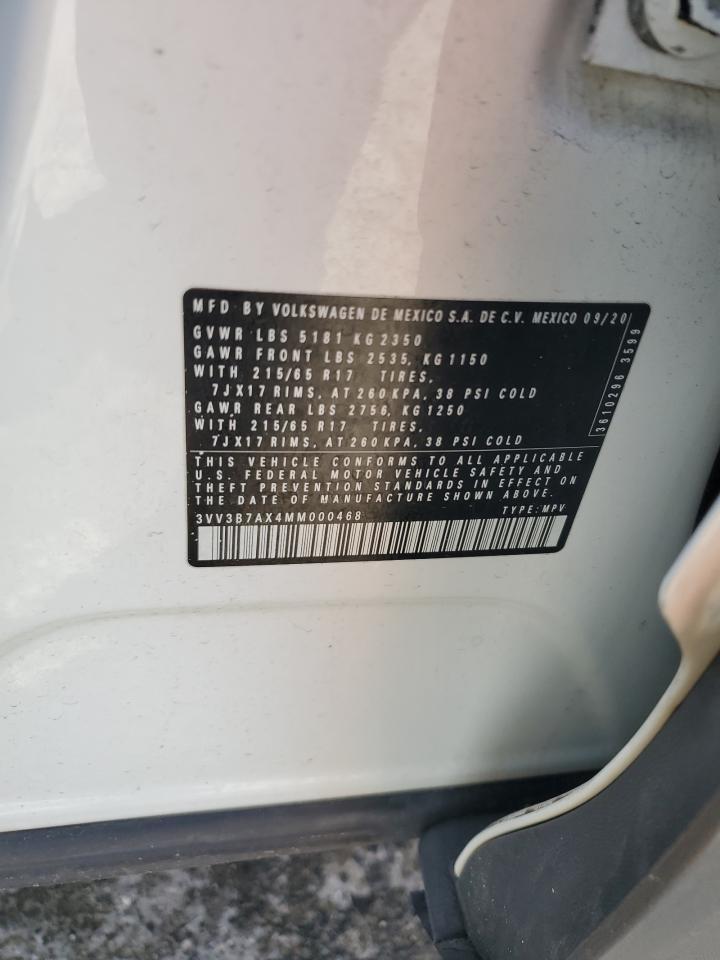 MFD BY VOLKSWAGEN DE MEXICO S.A. DE C.V. MEXICO 09/20
GVWR LBS 5181 KG 2350
GAWR FRONT LBS 2535, KG 1150
WITH 215/65 R17 TIRES,
7JX17 RIMS, AT 260 KPA, 38 PSI COLD
GAWR REAR LBS 2756, KG 1250
WITH 215/65 R17 TIRES,
7JX17 RIMS, AT 260 KPA, 38 PSI COLD
3610296 3599
THIS VEHICLE CONFORMS TO ALL APPLICABLE
U.S. FEDERAL MOTOR VEHICLE SAFETY AND
THEFT PREVENTION STANDARDS IN EFFECT ON
THE DATE OF MANUFACTURE SHOWN ABOVE.
3VV3B7AX4MM000468 TYPE: MPV